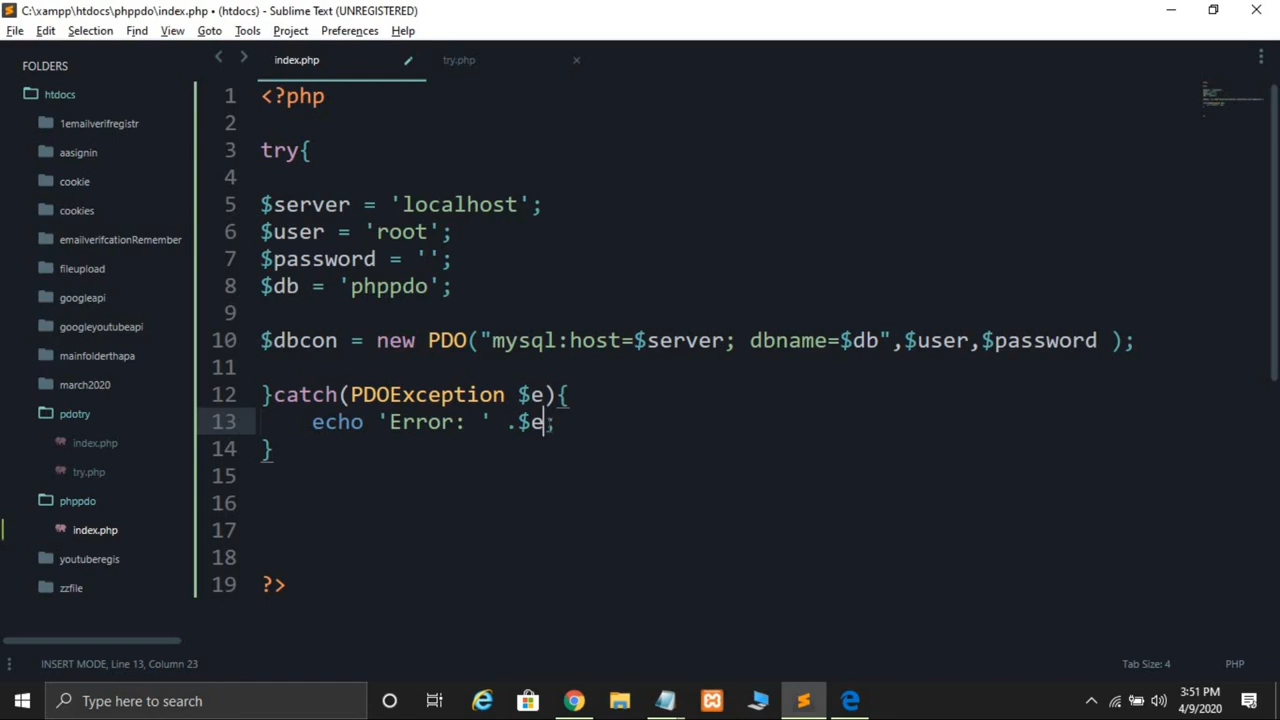 C:\xampp\htdocs\phppdo\index.php • (htdocs) - Sublime Text (UNREGISTERED)
File Edit Selection Find View Goto Tools Project Preferences Help
FOLDERS
htdocs
1emailverifregistr
aasignin
cookie
cookies
emailverifcationRemember
fileupload
googleapi
googleyoutubeapi
mainfolderthapa
march2020
pdotry
index.php
try.php
phppdo
index.php
youtuberegis
zzfile
index.php try.php
1 <?php
2
3 try{
4
5 $server = 'localhost';
6 $user = 'root';
7 $password = '';
8 $db = 'phppdo';
9
10 $dbcon = new PDO("mysql:host=$server; dbname=$db",$user,$password );
11
12 }catch(PDOException $e){
13 echo 'Error: ' .$e;
14 }
15
16
17
18
19 ?>
INSERT MODE, Line 13, Column 23 Tab Size: 4 PHP
Type here to search
3:51 PM
4/9/2020